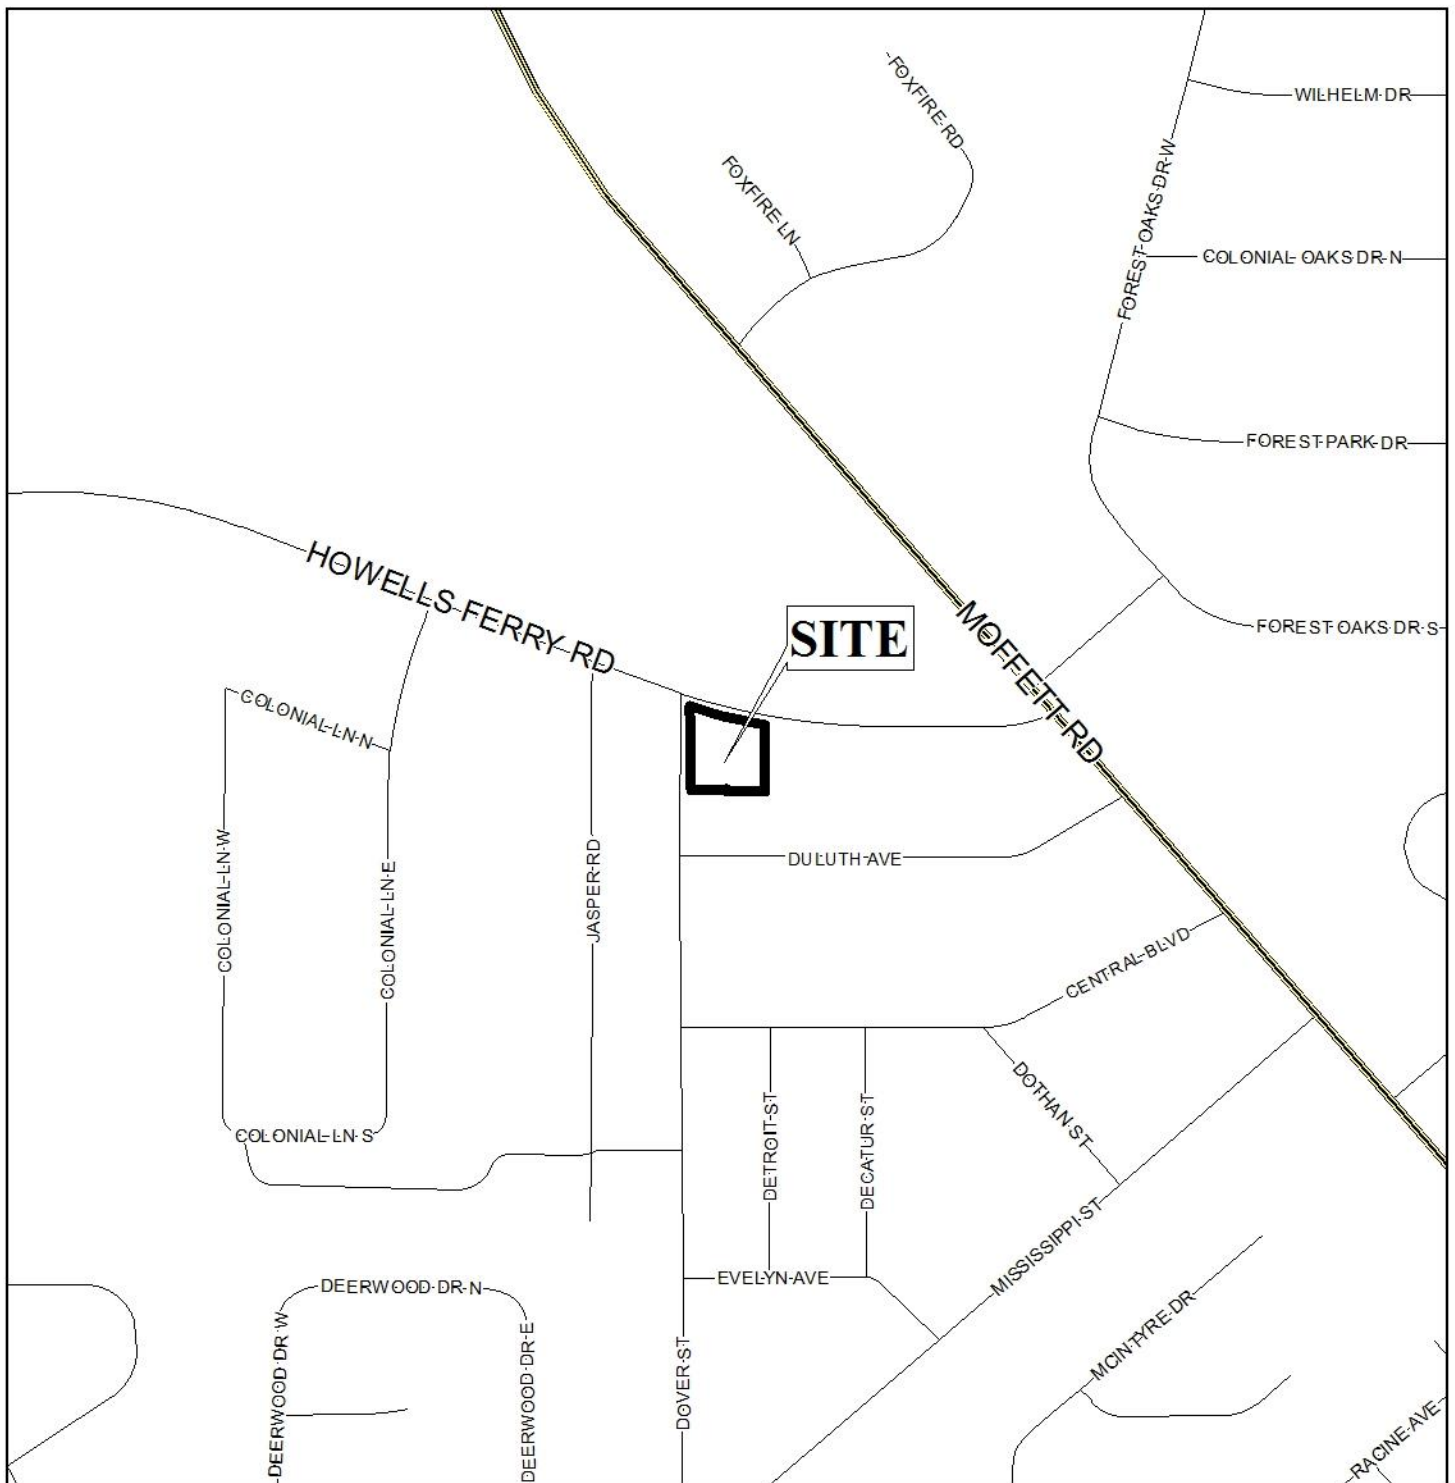 FOXFIRE RD
WILHELM DR
FOXFIRE LN
FOREST OAKS DR W
COLONIAL OAKS DR N
FOREST PARK DR
HOWELLS FERRY RD
SITE
MOFFETT RD
FOREST OAKS DR S
COLONIAL LN N
COLONIAL LN W
COLONIAL LN E
JASPER RD
DULUTH AVE
CENTRAL BLVD
DOTHAN ST
COLONIAL LN S
DETROIT ST
DECATUR ST
MISSISSIPPI ST
EVELYN AVE
DEERWOOD DR N
DEERWOOD DR W
DEERWOOD DR E
DOVER ST
MCINTYRE DR
RACINE AVE